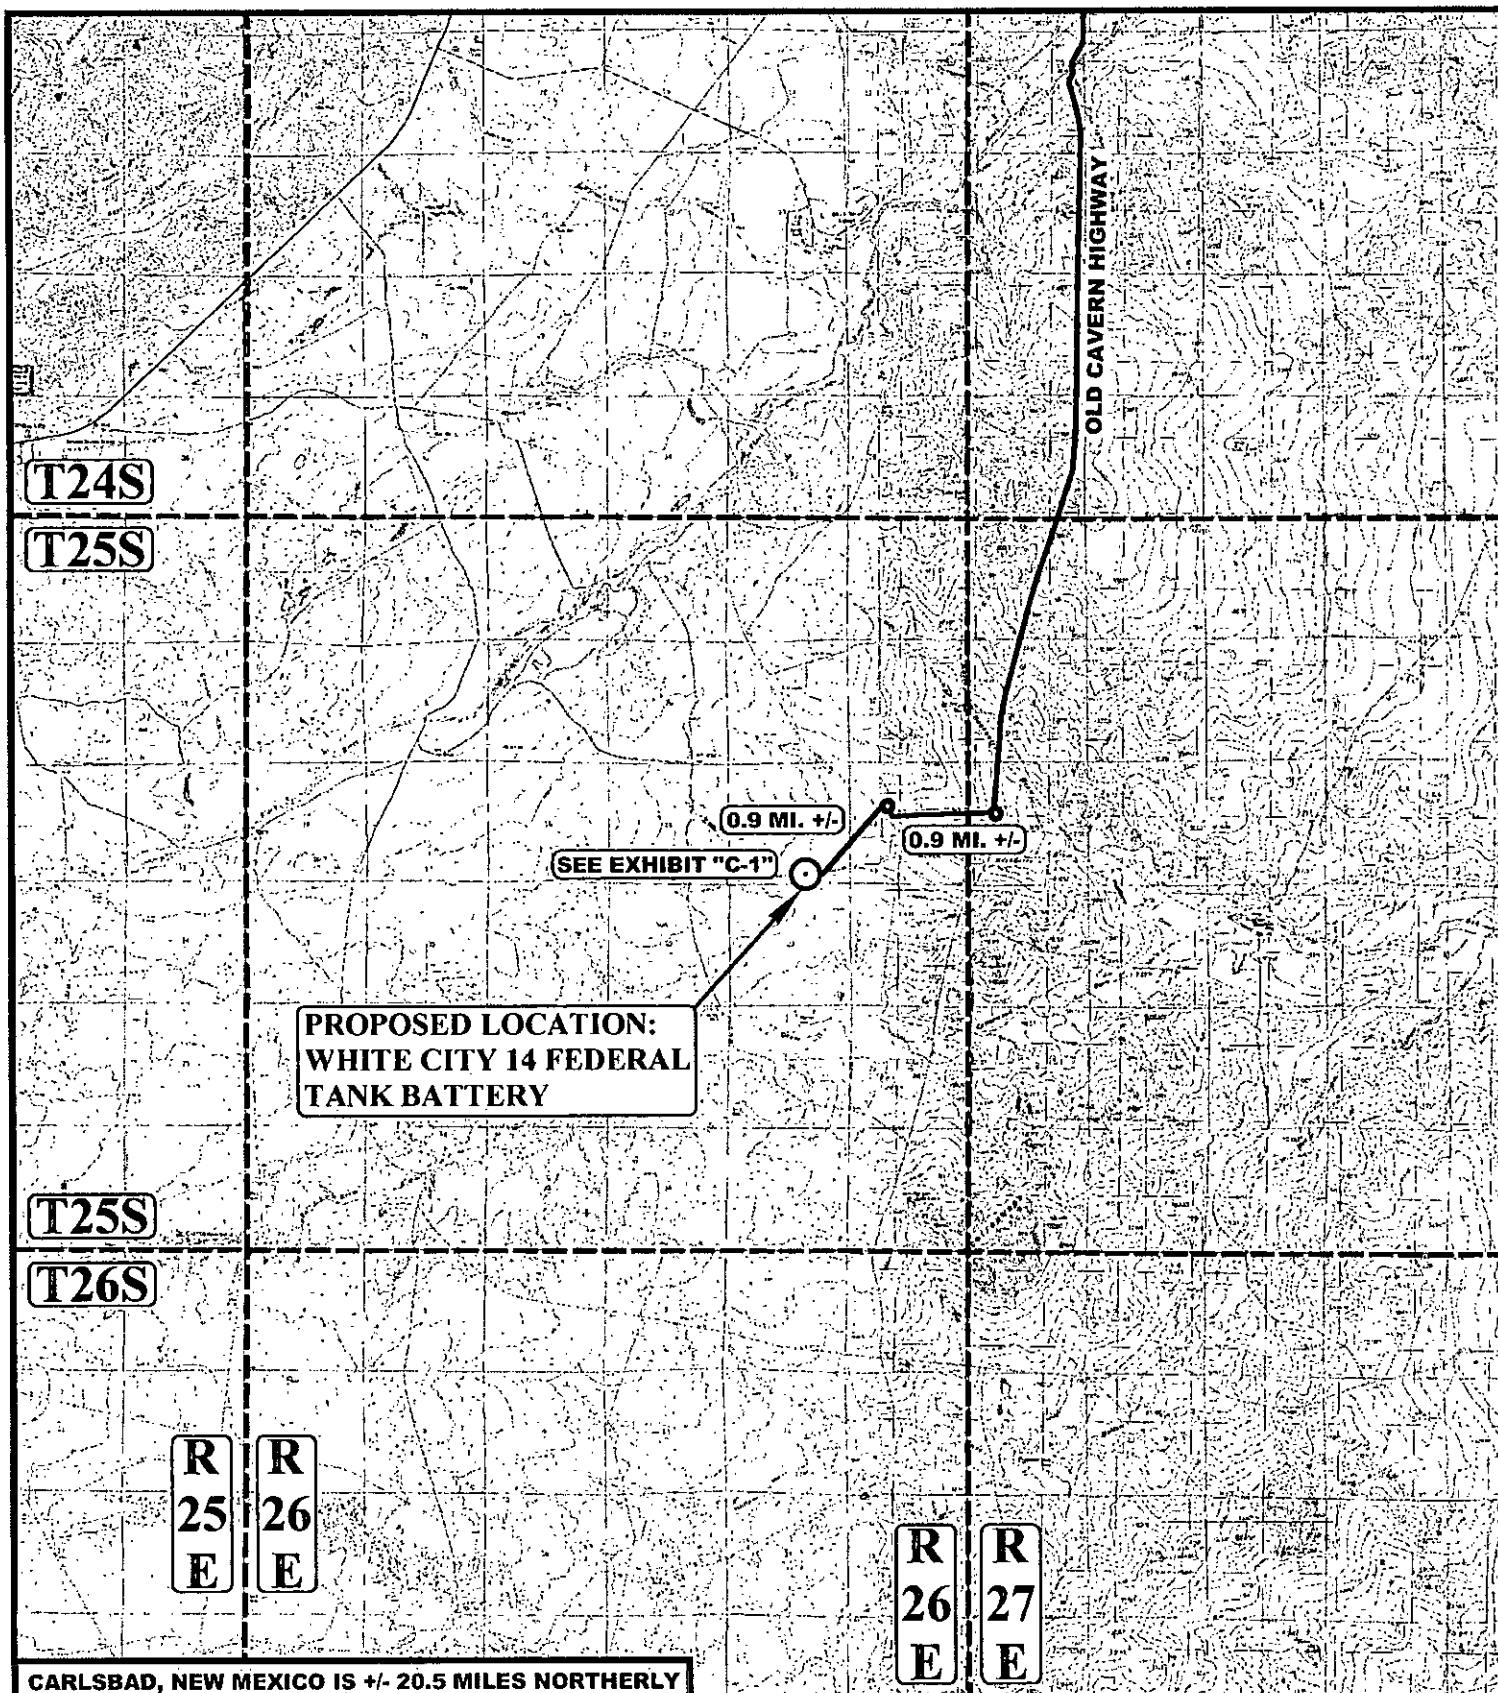 OLD CAVERN HIGHWAY
T24S
T25S
0.9 MI. +/-
0.9 MI. +/-
SEE EXHIBIT "C-1"
PROPOSED LOCATION:
WHITE CITY 14 FEDERAL
TANK BATTERY
T25S
T26S
R
25
E
R
26
E
R
26
E
R
27
E
CARLSBAD, NEW MEXICO IS +/- 20.5 MILES NORTHERLY